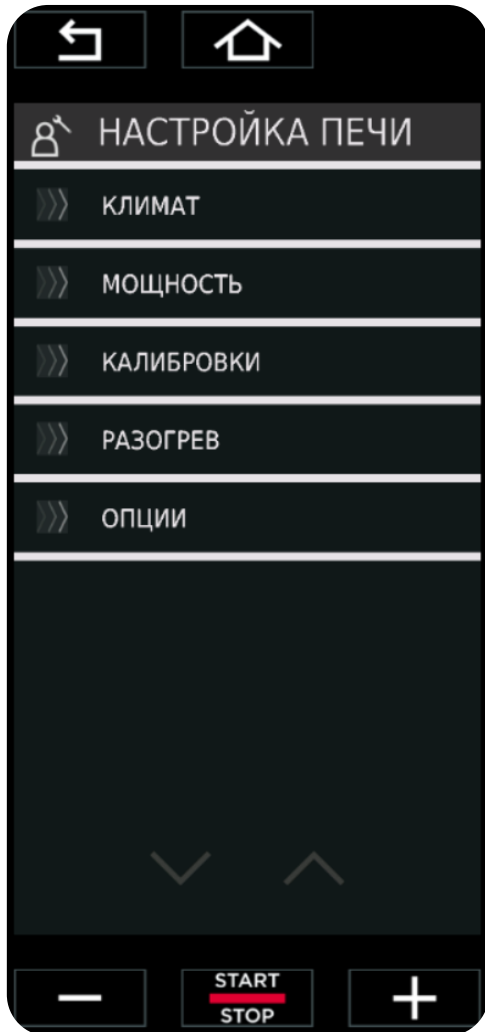 НАСТРОЙКА ПЕЧИ
КЛИМАТ
МОЩНОСТЬ
КАЛИБРОВКИ
РАЗОГРЕВ
ОПЦИИ
START
STOP